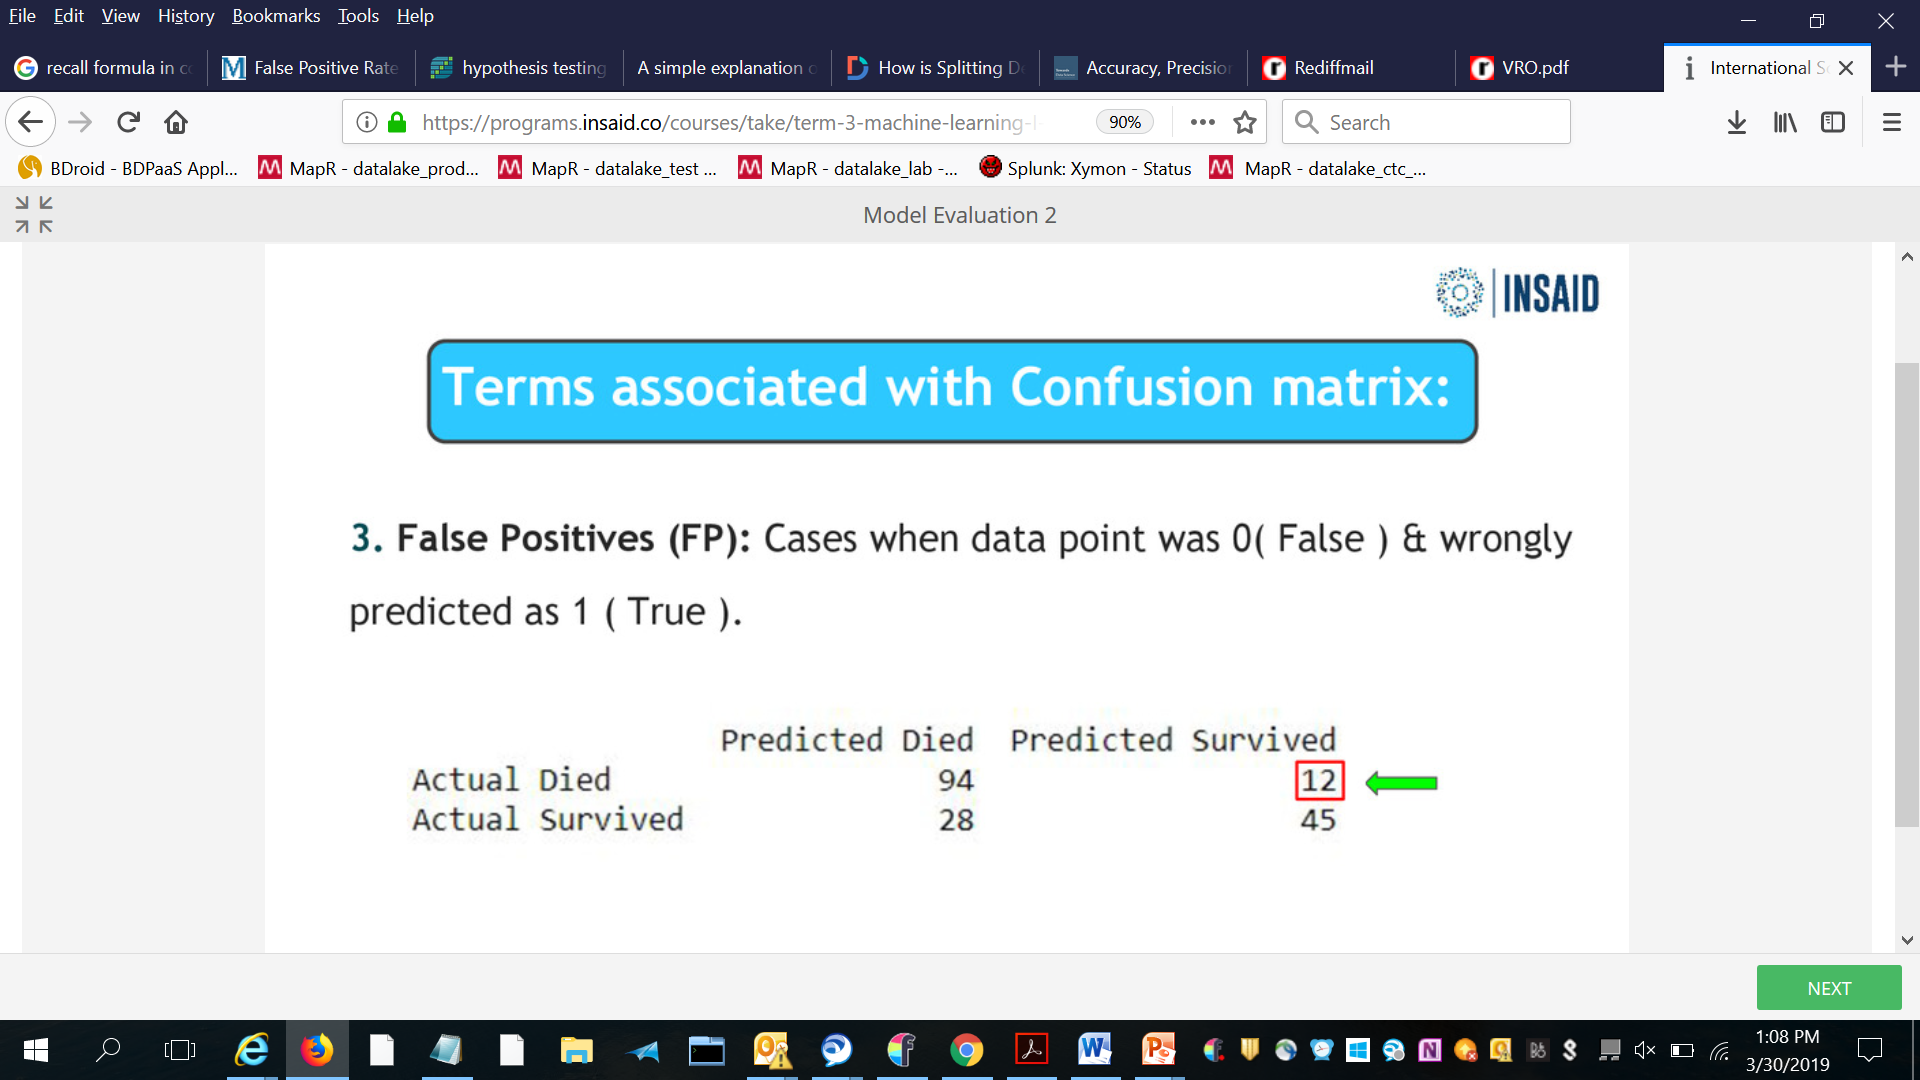 File Edit View History Bookmarks Tools Help
recall formula in c
False Positive Rate
hypothesis testing
A simple explanation
How is Splitting D
Accuracy, Precision
Rediffmail
VRO.pdf
International S
https://programs.insaid.co/courses/take/term-3-machine-learning-l
90%
Search
BDroid - BDPaaS Appl...
MapR - datalake_prod...
MapR - datalake_test ...
MapR - datalake_lab -...
Splunk: Xymon - Status
MapR - datalake_ctc_...
Model Evaluation 2
INSAID
Terms associated with Confusion matrix:
3. False Positives (FP): Cases when data point was 0( False ) & wrongly
predicted as 1 ( True ).
Predicted Died Predicted Survived
Actual Died 94 12
Actual Survived 28 45
NEXT
1:08 PM
3/30/2019